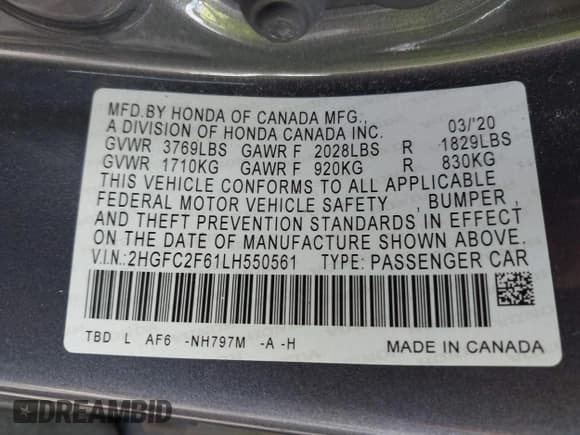 MFD.BY HONDA OF CANADA MFG.,
A DIVISION OF HONDA CANADA INC. 03/'20
GVWR 3769LBS GAWR F 2028LBS R 1829LBS
GVWR 1710KG GAWR F 920KG R 830KG
THIS VEHICLE CONFORMS TO ALL APPLICABLE
FEDERAL MOTOR VEHICLE SAFETY , BUMPER ,
AND THEFT PREVENTION STANDARDS IN EFFECT
ON THE DATE OF MANUFACTURE SHOWN ABOVE.
V.I.N.: 2HGFC2F61LH550561 TYPE: PASSENGER CAR
TBD L AF6 -NH797M -A -H MADE IN CANADA
DREAMBID